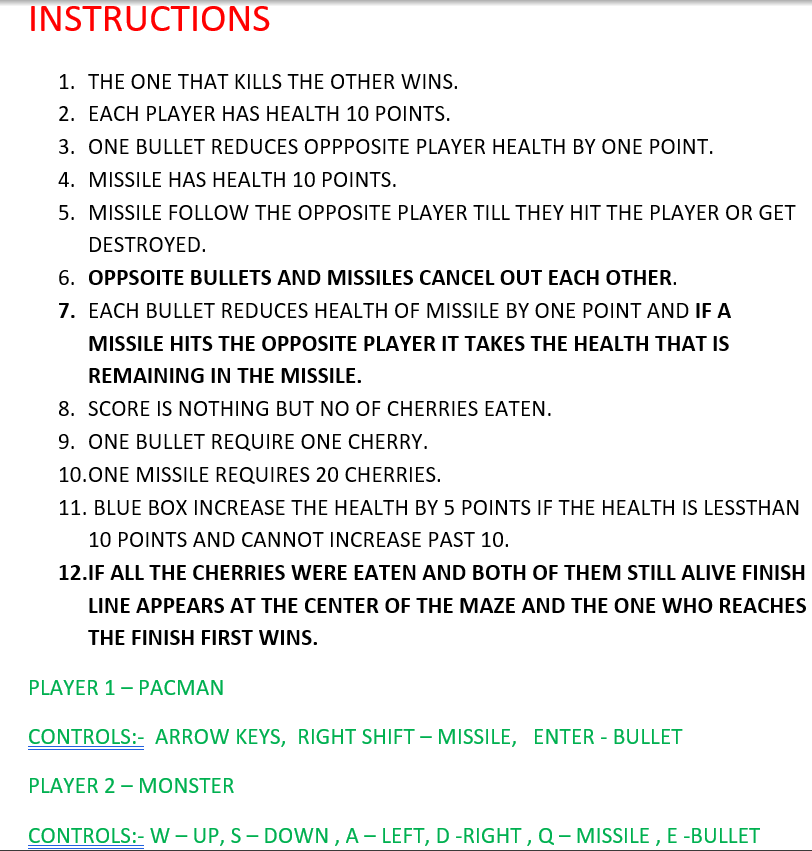 INSTRUCTIONS
1. THE ONE THAT KILLS THE OTHER WINS.
2. EACH PLAYER HAS HEALTH 10 POINTS.
3. ONE BULLET REDUCES OPPPOSITE PLAYER HEALTH BY ONE POINT.
4. MISSILE HAS HEALTH 10 POINTS.
5. MISSILE FOLLOW THE OPPOSITE PLAYER TILL THEY HIT THE PLAYER OR GET
DESTROYED.
6. OPPSOITE BULLETS AND MISSILES CANCEL OUT EACH OTHER.
7. EACH BULLET REDUCES HEALTH OF MISSILE BY ONE POINT AND IF A
MISSILE HITS THE OPPOSITE PLAYER IT TAKES THE HEALTH THAT IS
REMAINING IN THE MISSILE.
8. SCORE IS NOTHING BUT NO OF CHERRIES EATEN.
9. ONE BULLET REQUIRE ONE CHERRY.
10.ONE MISSILE REQUIRES 20 CHERRIES.
11. BLUE BOX INCREASE THE HEALTH BY 5 POINTS IF THE HEALTH IS LESSTHAN
10 POINTS AND CANNOT INCREASE PAST 10.
12.IF ALL THE CHERRIES WERE EATEN AND BOTH OF THEM STILL ALIVE FINISH
LINE APPEARS AT THE CENTER OF THE MAZE AND THE ONE WHO REACHES
THE FINISH FIRST WINS.
PLAYER 1 – PACMAN
CONTROLS:- ARROW KEYS, RIGHT SHIFT – MISSILE, ENTER - BULLET
PLAYER 2 – MONSTER
CONTROLS:- W – UP, S – DOWN , A – LEFT, D -RIGHT , Q – MISSILE , E -BULLET